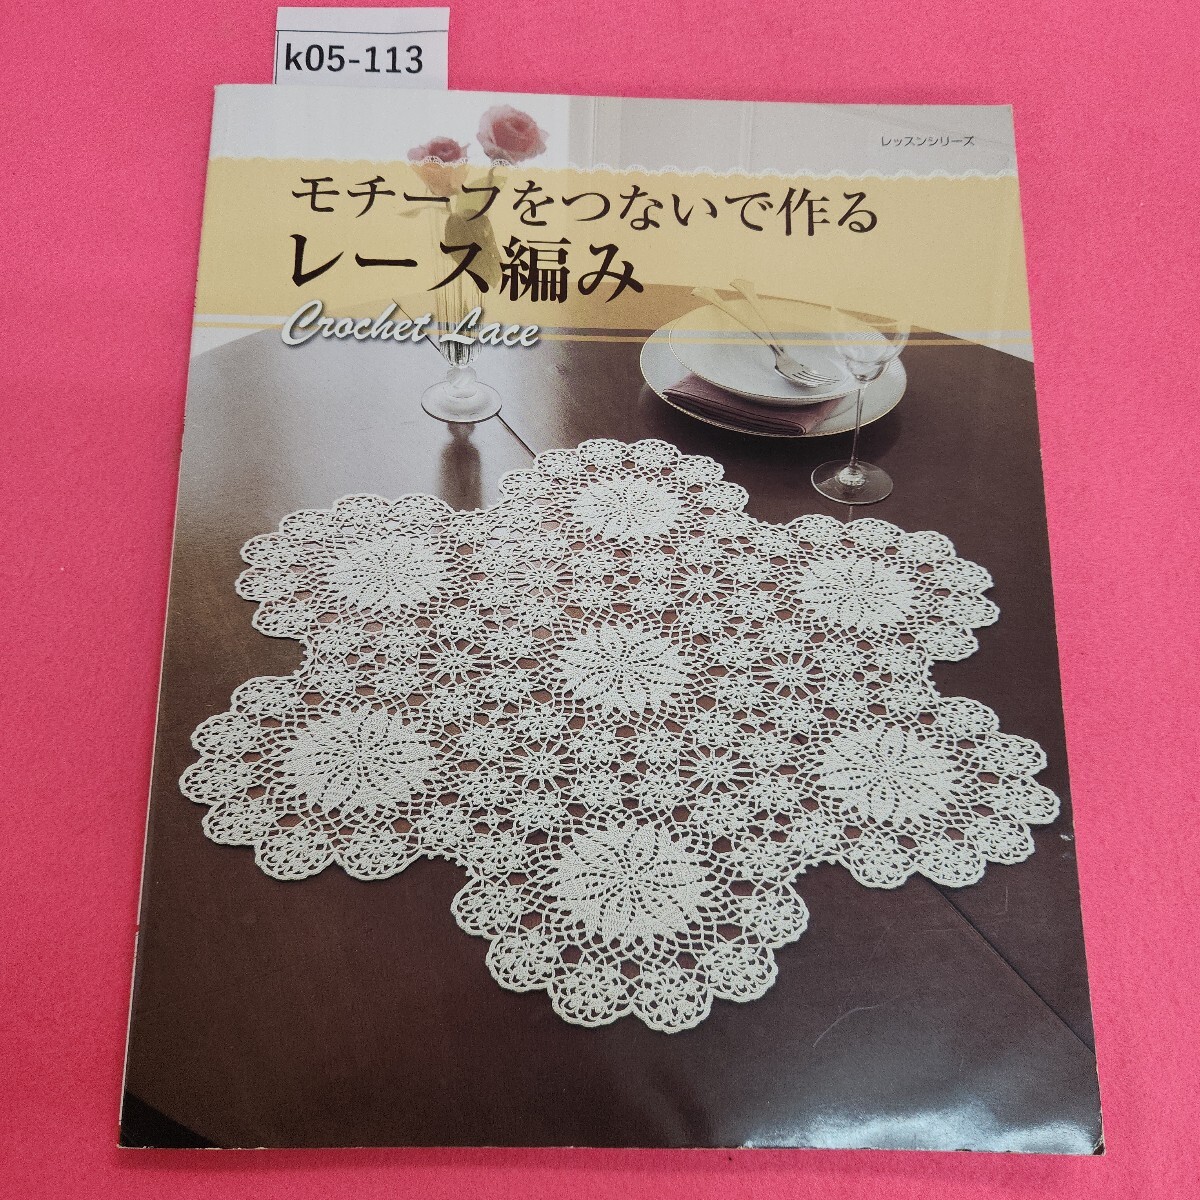 k05-113
レッスンシリーズ
モチーフをつないで作る
レース編み
Crochet Lace